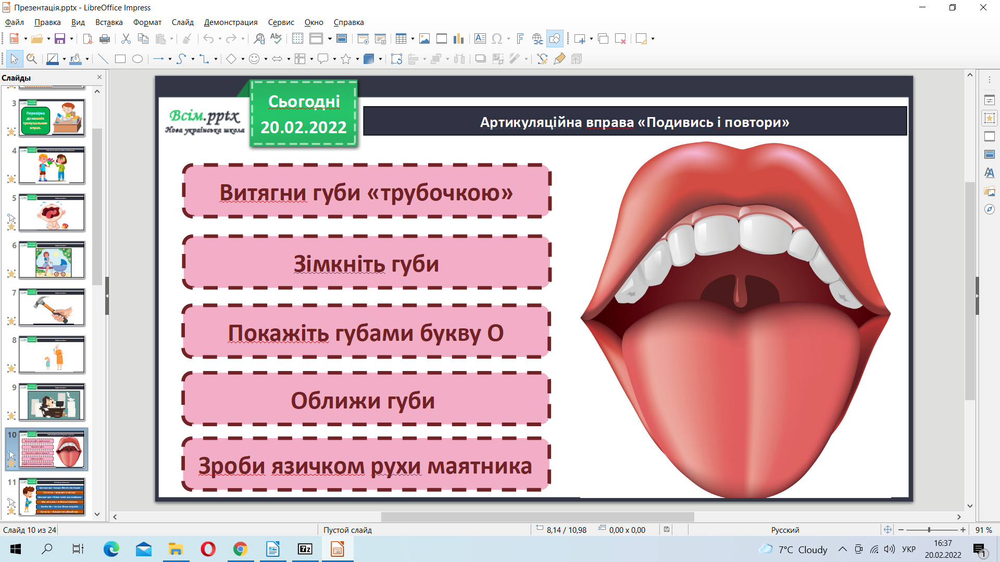 Презентація.pptx - LibreOffice Impress
Файл Правка Вид Вставка Формат Слайд Демонстрация Сервис Окно Справка
Слайды
3
Перевірка
домашніх
тренувальних
вправ.
4
5
6
7
8
9
10
11
Всім.pptx
Нова українська школа
Сьогодні
20.02.2022
Артикуляційна вправа «Подивись і повтори»
Витягни губи «трубочкою»
Зімкніть губи
Покажіть губами букву О
Оближи губи
Зроби язичком рухи маятника
Слайд 10 из 24
Пустой слайд
8,14 / 10,98
0,00 x 0,00
Русский
91 %
7°C Cloudy
УКР
16:37
20.02.2022
1